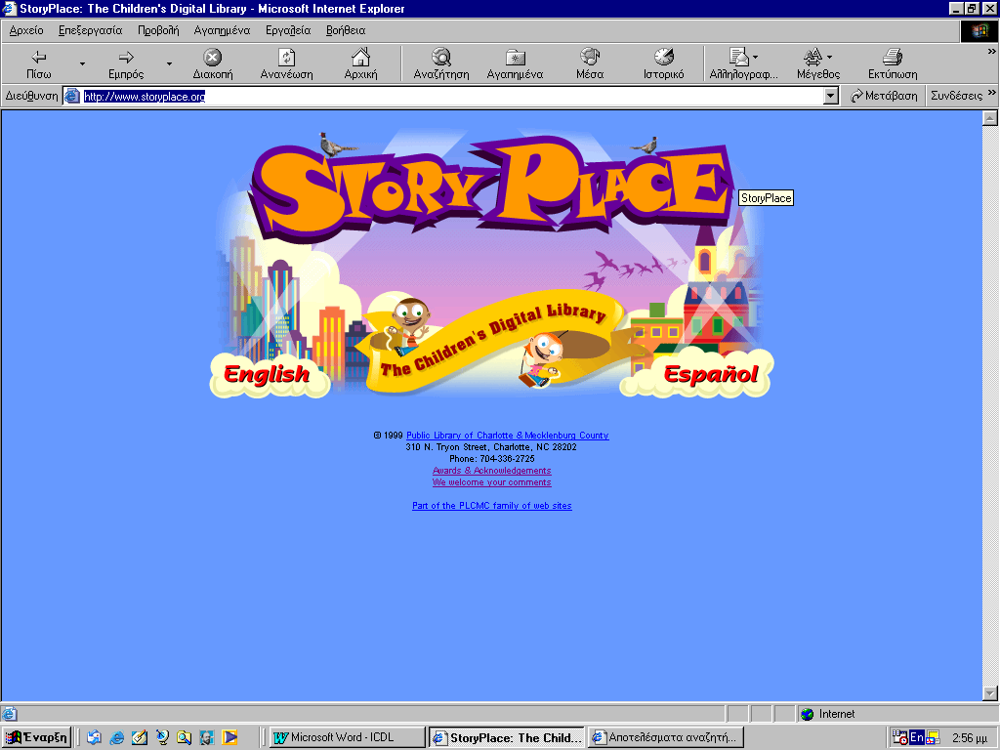 StoryPlace: The Children's Digital Library - Microsoft Internet Explorer
Αρχείο Επεξεργασία Προβολή Αγαπημένα Εργαλεία Βοήθεια
Πίσω Εμπρός Διακοπή Ανανέωση Αρχική Αναζήτηση Αγαπημένα Μέσα Ιστορικό Αλληλογραφ... Μέγεθος Εκτύπωση
Διεύθυνση http://www.storyplace.org Μετάβαση Συνδέσεις
STORY PLACE
StoryPlace
The Children's Digital Library
English Español
© 1999 Public Library of Charlotte & Mecklenburg County
310 N. Tryon Street, Charlotte, NC 28202
Phone: 704-336-2725
Awards & Acknowledgements
We welcome your comments
Part of the PLCMC family of web sites
Internet
Έναρξη Microsoft Word - ICDL StoryPlace: The Child... Αποτελέσματα αναζητή... En 2:56 μμ